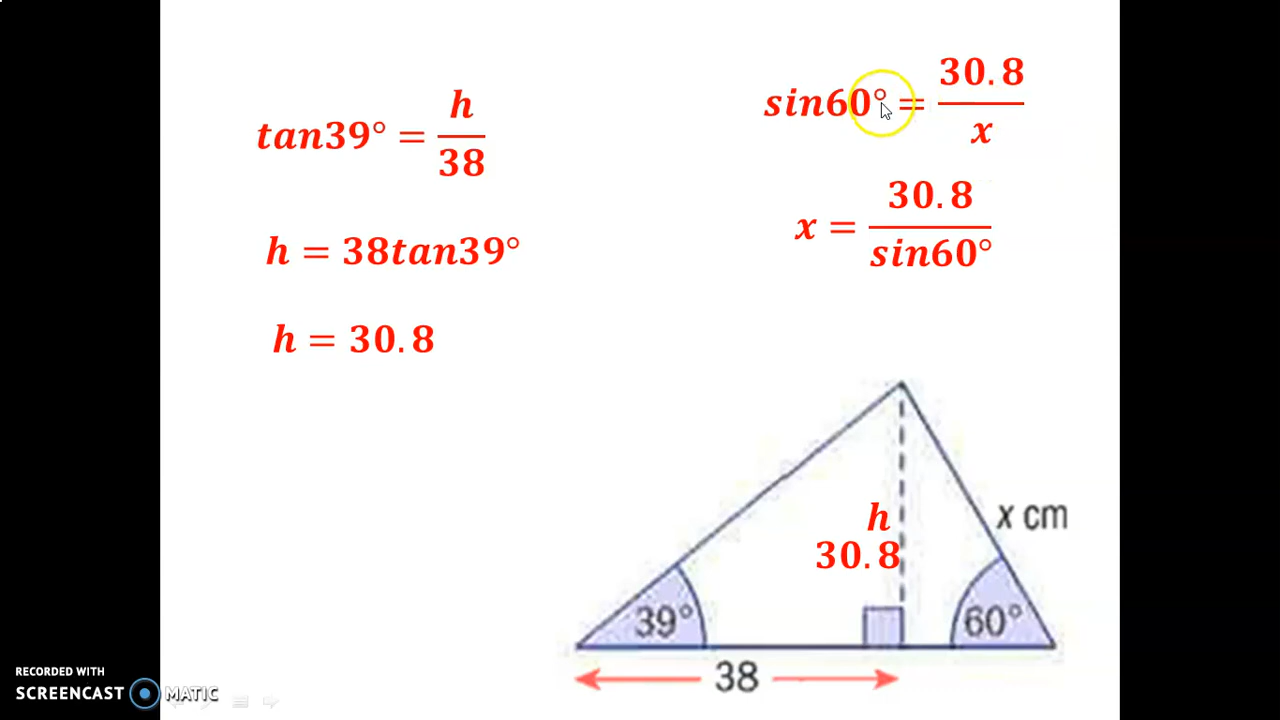 tan39° = h/38
h = 38tan39°
h = 30.8
sin60° = 30.8/x
x = 30.8/sin60°
h
30.8
x cm
39°
60°
38
RECORDED WITH
SCREENCAST MATIC